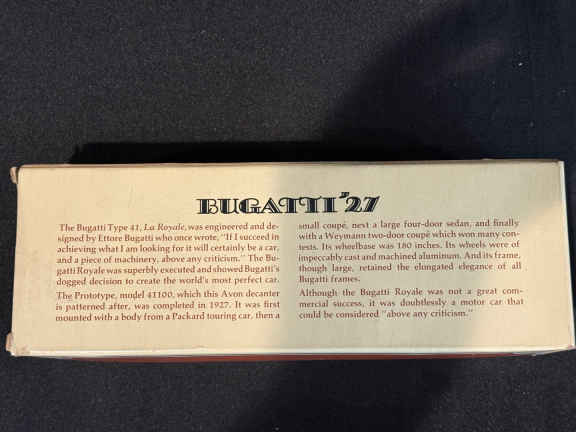 BUGATTI '27
The Bugatti Type 41, La Royale, was engineered and de-
signed by Ettore Bugatti who once wrote, "If I succeed in
achieving what I am looking for it will certainly be a car,
and a piece of machinery, above any criticism." The Bu-
gatti Royale was superbly executed and showed Bugatti's
dogged decision to create the world's most perfect car.
The Prototype, model 41100, which this Avon decanter
is patterned after, was completed in 1927. It was first
mounted with a body from a Packard touring car, then a
small coupé, next a large four-door sedan, and finally
with a Weymann two-door coupé which won many con-
tests. Its wheelbase was 180 inches. Its wheels were of
impeccably cast and machined aluminum. And its frame,
though large, retained the elongated elegance of all
Bugatti frames.
Although the Bugatti Royale was not a great com-
mercial success, it was doubtlessly a motor car that
could be considered "above any criticism."